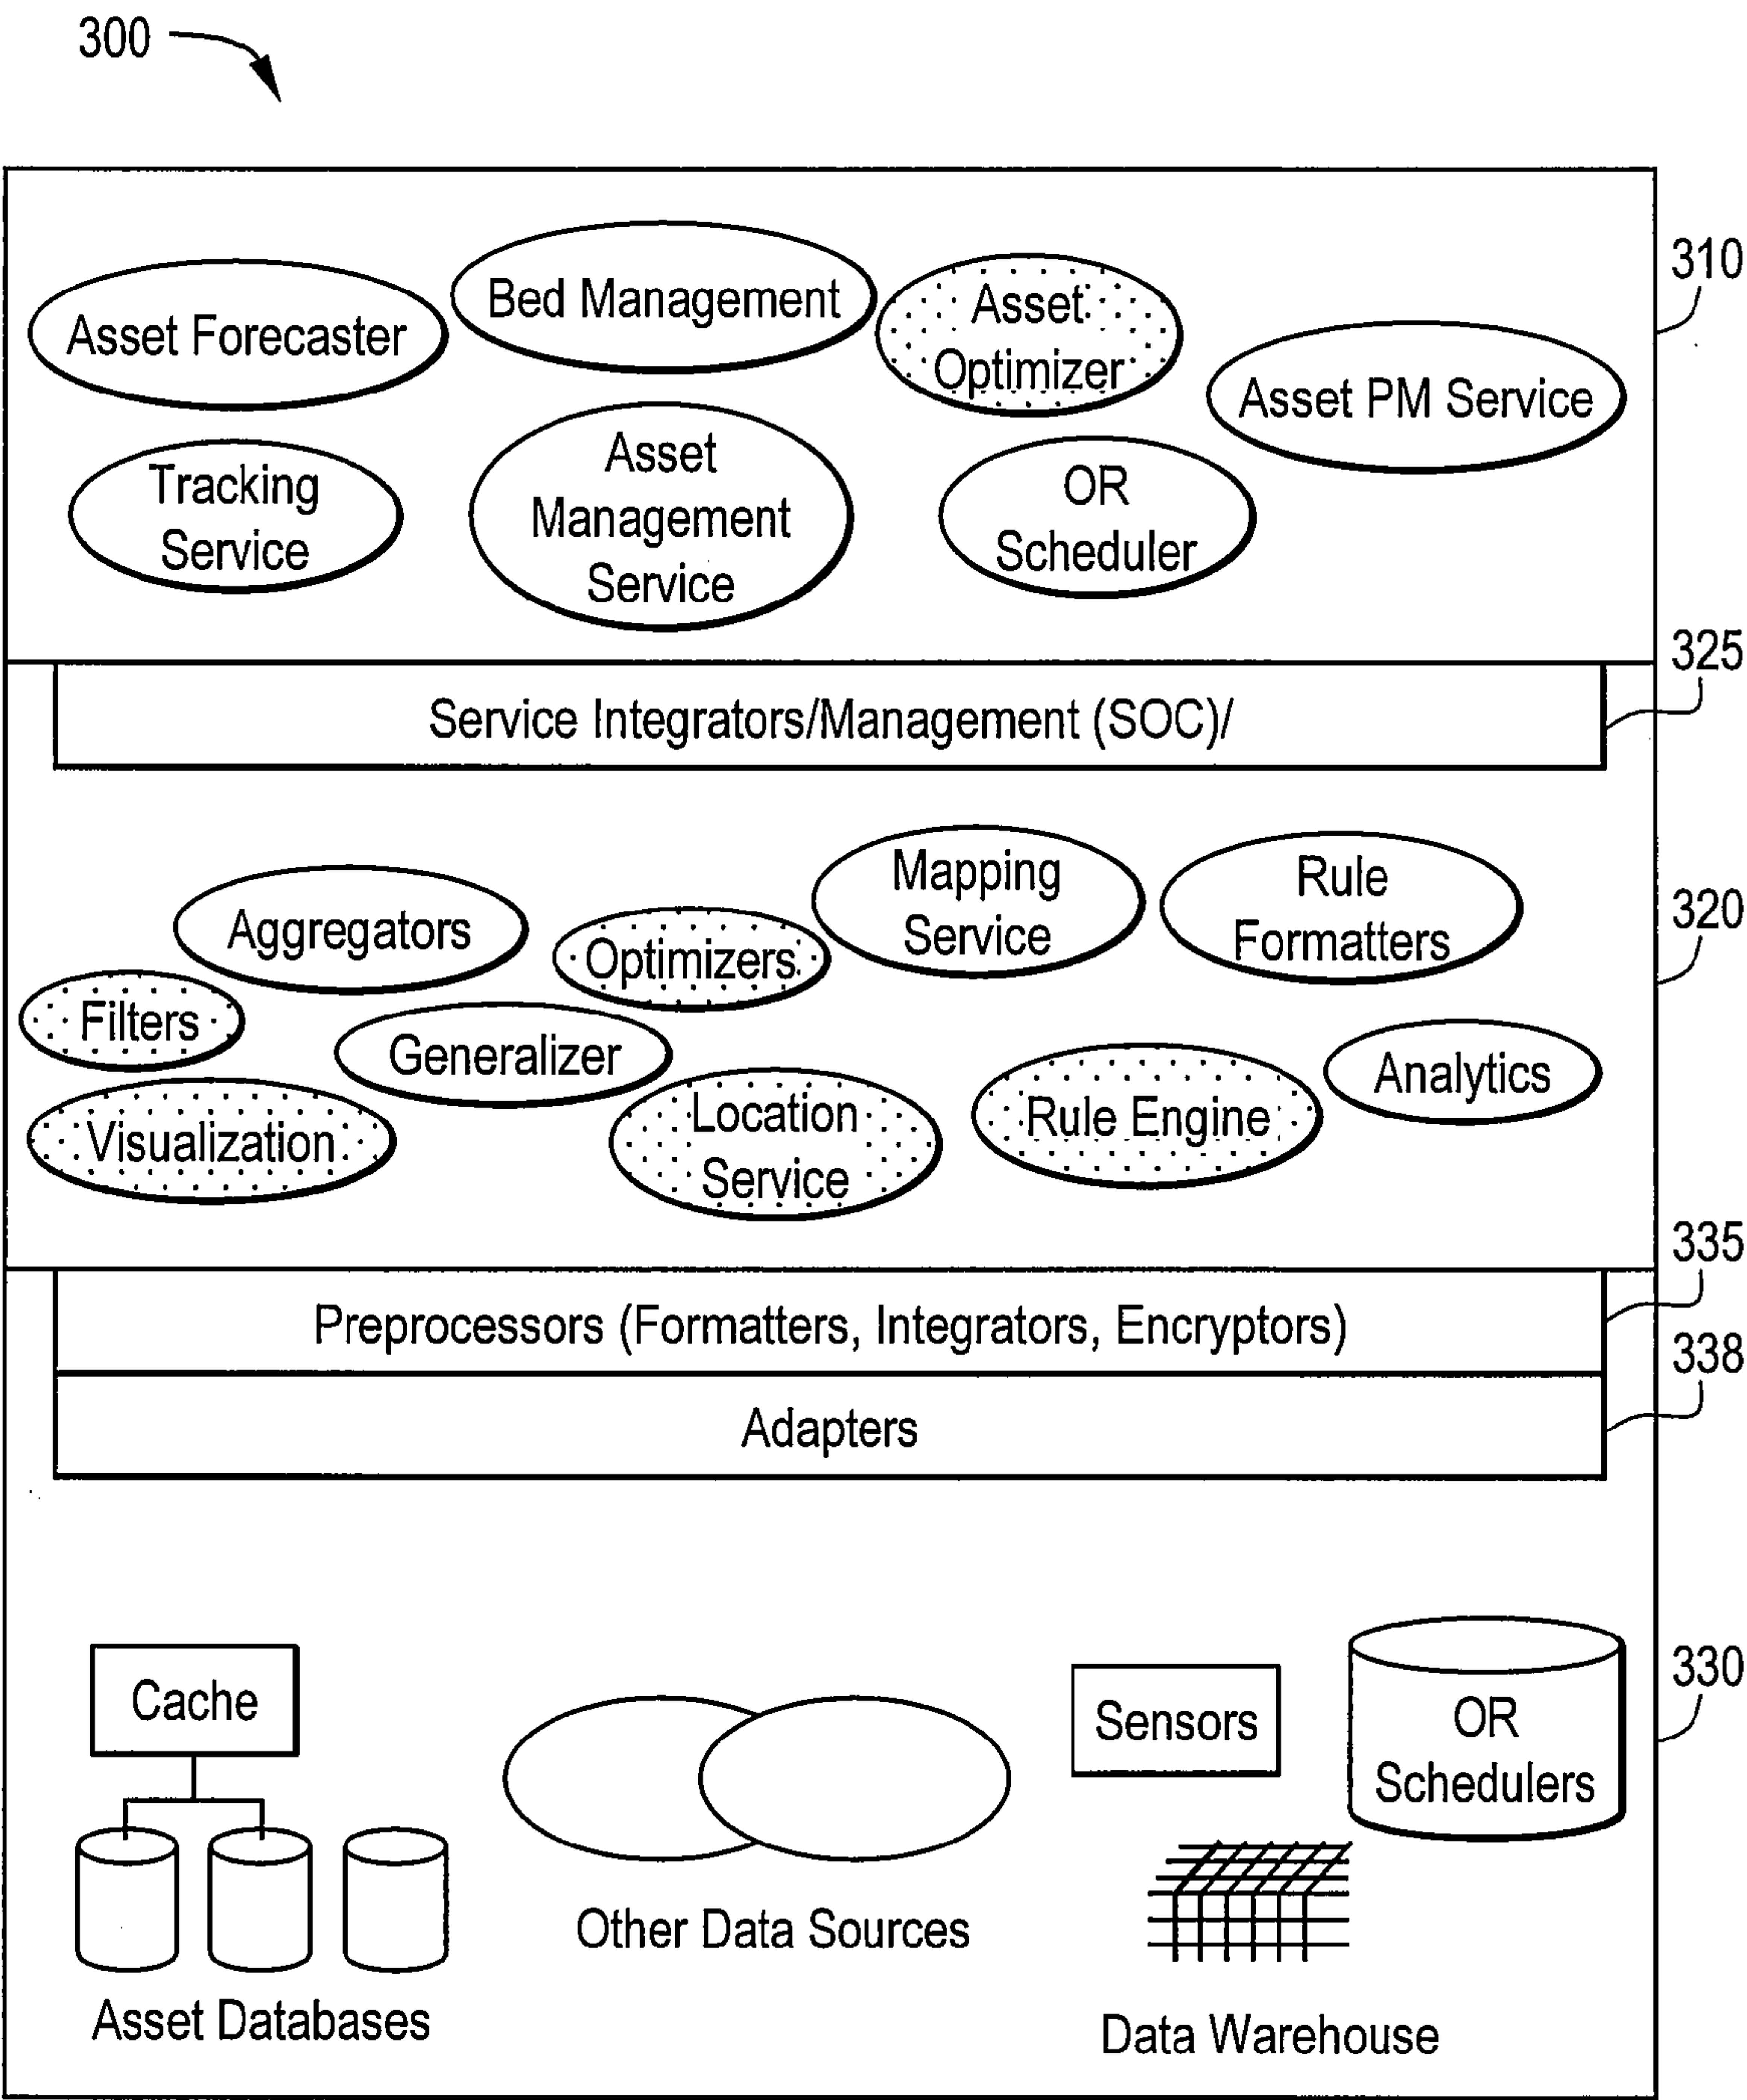 300
310
Bed Management
Asset
Optimizer
Asset Forecaster
Asset PM Service
Tracking
Service
Asset
Management
Service
OR
Scheduler
325
Service Integrators/Management (SOC)/
320
Mapping
Service
Rule
Formatters
Aggregators
Optimizers
Filters
Generalizer
Analytics
Visualization
Location
Service
Rule Engine
335
Preprocessors (Formatters, Integrators, Encryptors)
338
Adapters
330
Cache
Sensors
OR
Schedulers
Other Data Sources
Asset Databases
Data Warehouse